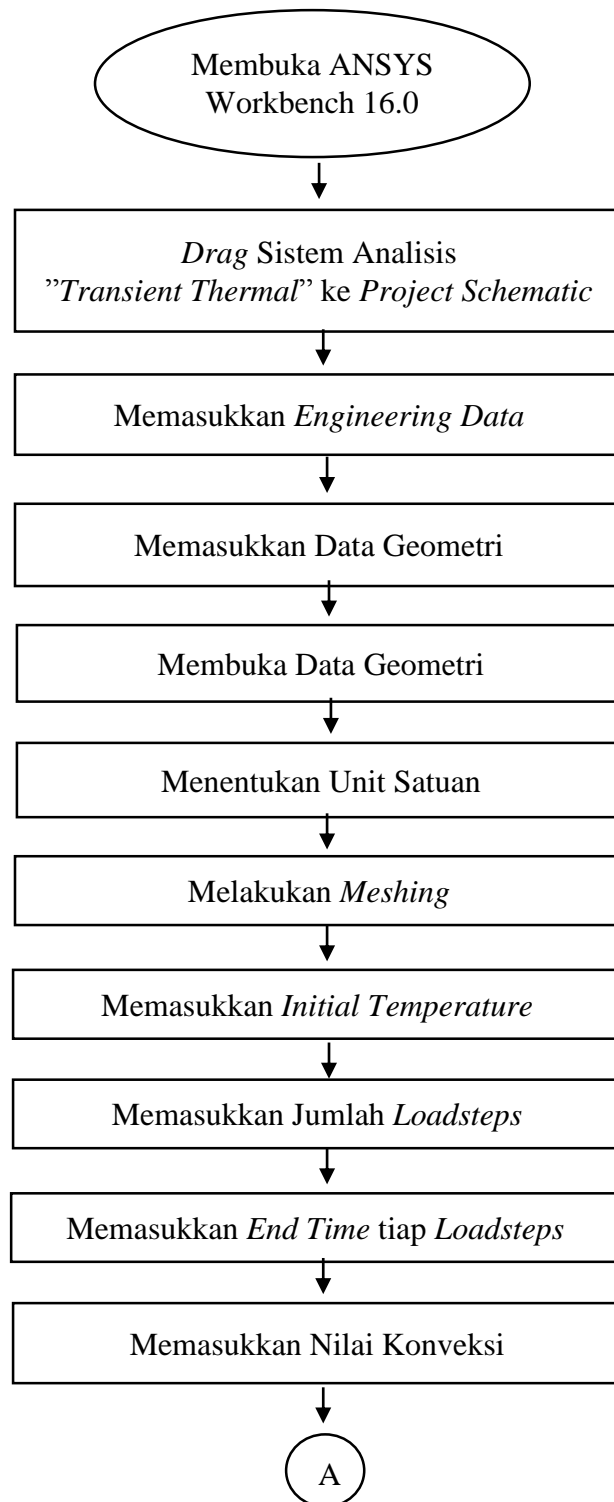 Membuka ANSYS
Workbench 16.0
Drag Sistem Analisis
”Transient Thermal” ke Project Schematic
Memasukkan Engineering Data
Memasukkan Data Geometri
Membuka Data Geometri
Menentukan Unit Satuan
Melakukan Meshing
Memasukkan Initial Temperature
Memasukkan Jumlah Loadsteps
Memasukkan End Time tiap Loadsteps
Memasukkan Nilai Konveksi
A